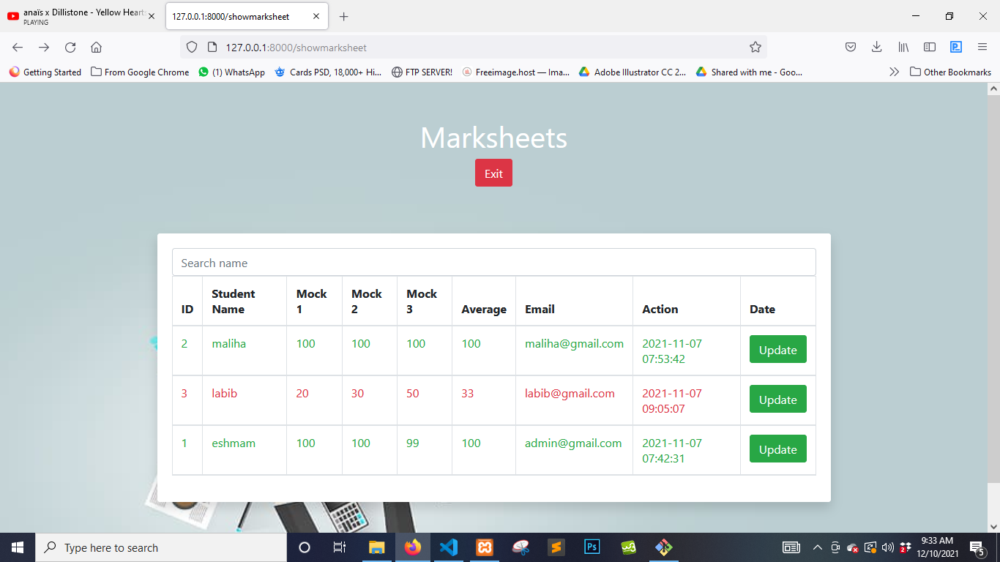 anaïs x Dillistone - Yellow Hearts
PLAYING
127.0.0.1:8000/showmarksheet
127.0.0.1:8000/showmarksheet
Getting Started
From Google Chrome
(1) WhatsApp
Cards PSD, 18,000+ Hi...
FTP SERVER!
Freeimage.host — Ima...
Adobe Illustrator CC 2...
Shared with me - Goo...
Other Bookmarks
Marksheets
Exit
Search name
ID Student Name Mock 1 Mock 2 Mock 3 Average Email Action Date
2 maliha 100 100 100 100 maliha@gmail.com 2021-11-07 07:53:42 Update
3 labib 20 30 50 33 labib@gmail.com 2021-11-07 09:05:07 Update
1 eshmam 100 100 99 100 admin@gmail.com 2021-11-07 07:42:31 Update
Type here to search
Ps
2
9:33 AM
12/10/2021
5